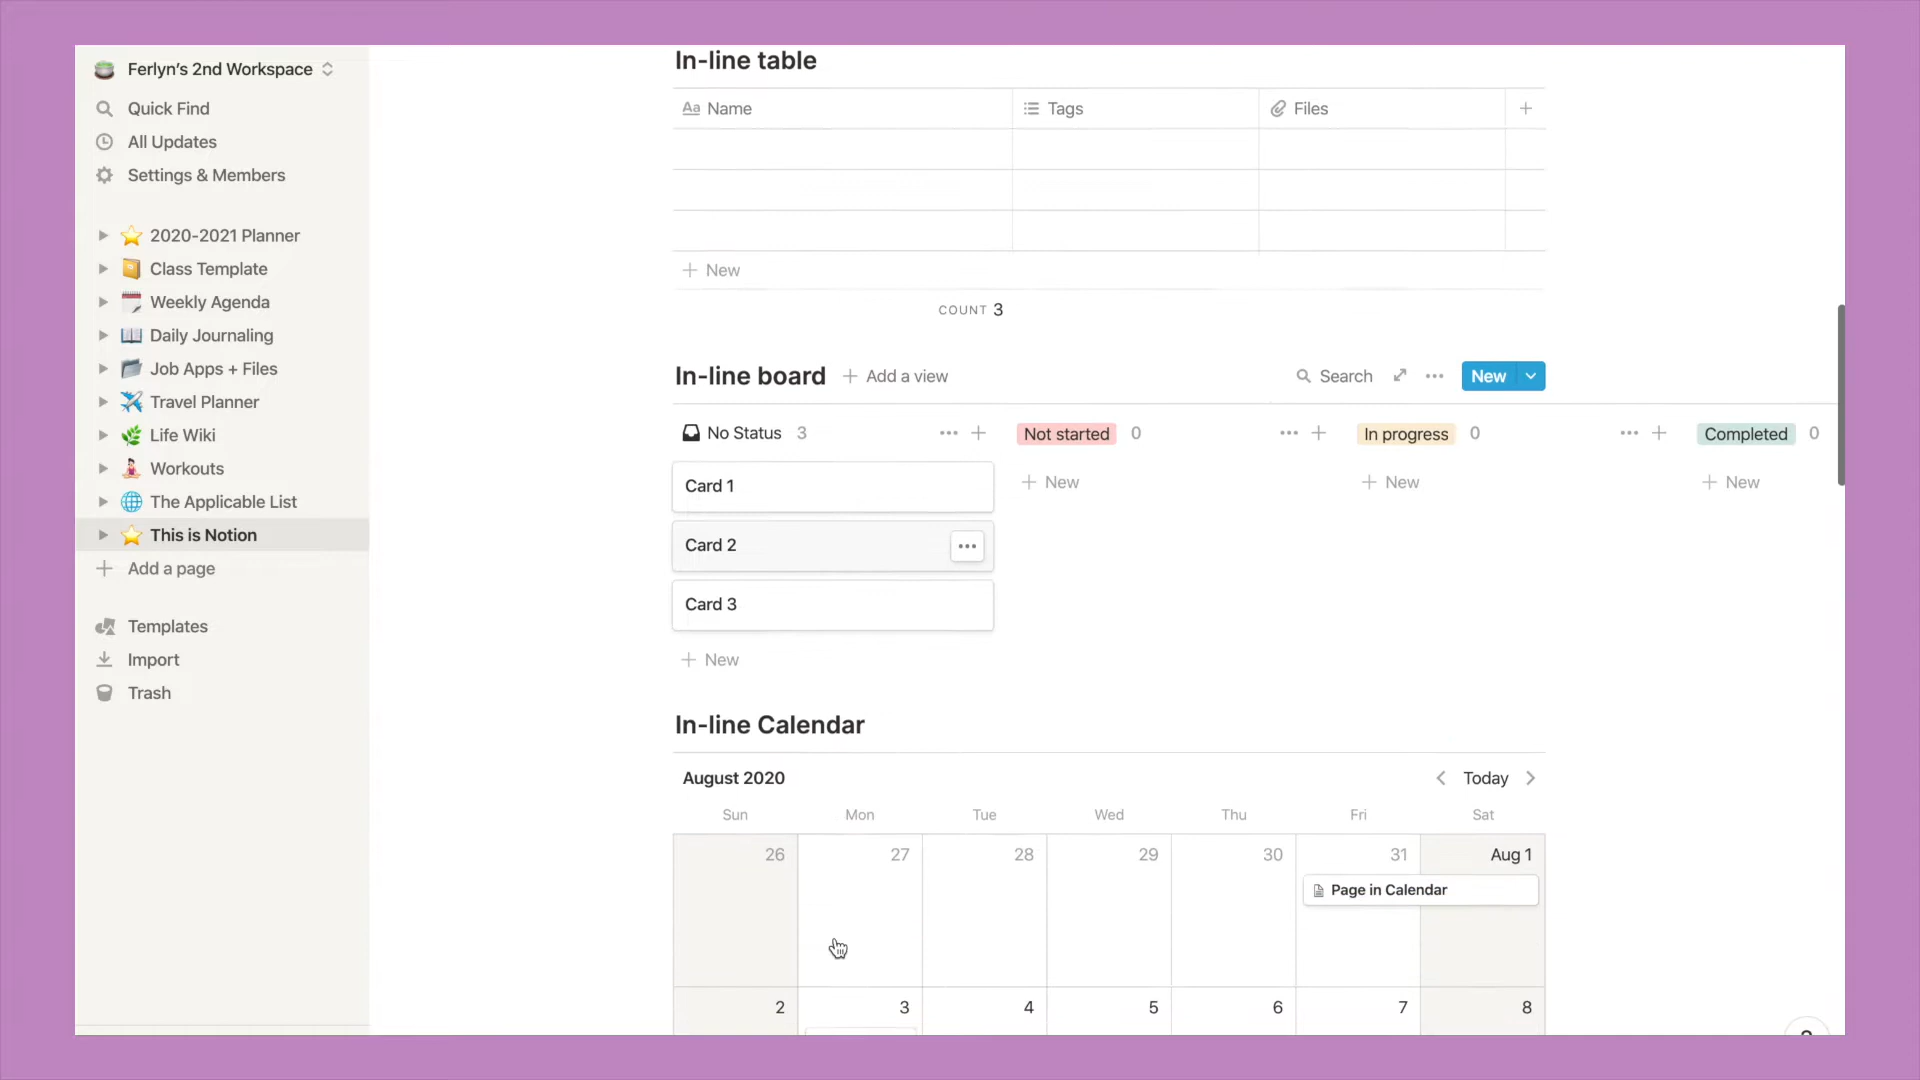 Ferlyn's 2nd Workspace
Quick Find
All Updates
Settings & Members
2020-2021 Planner
Class Template
Weekly Agenda
Daily Journaling
Job Apps + Files
Travel Planner
Life Wiki
Workouts
The Applicable List
This is Notion
Add a page
Templates
Import
Trash
In-line table
Aa Name Tags Files
New
COUNT 3
In-line board Add a view Search New
No Status 3 Not started 0 In progress 0 Completed 0
Card 1 New New New
Card 2
Card 3
New
In-line Calendar
August 2020 Today
Sun Mon Tue Wed Thu Fri Sat
26 27 28 29 30 31 Aug 1
Page in Calendar
2 3 4 5 6 7 8